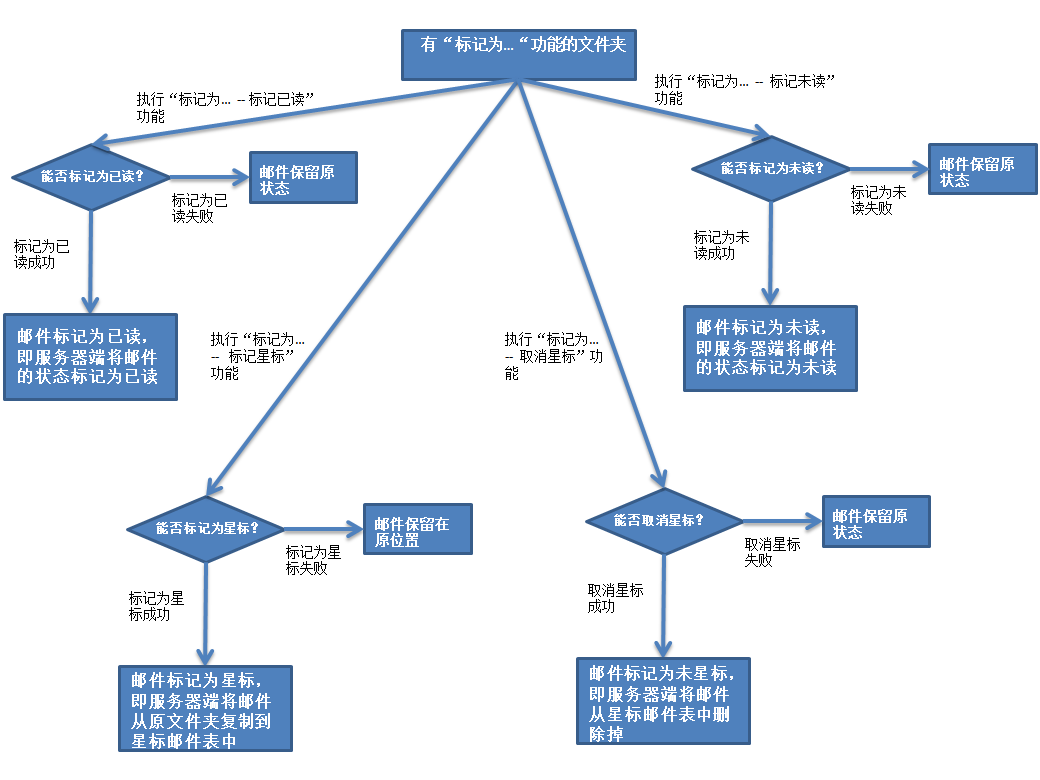 有“标记为...“功能的文件夹
执行“标记为... -- 标记已读”
功能
执行“标记为... -- 标记未读”
功能
能否标记为已读？
邮件保留原
状态
标记为已
读失败
标记为已
读成功
邮件标记为已读，
即服务器端将邮件
的状态标记为已读
能否标记为未读？
邮件保留原
状态
标记为未
读失败
标记为未
读成功
邮件标记为未读，
即服务器端将邮件
的状态标记为未读
执行“标记为...
-- 标记星标”
功能
执行“标记为...
-- 取消星标”功
能
能否标记为星标？
邮件保留在
原位置
标记为星
标失败
标记为星
标成功
邮件标记为星标，
即服务器端将邮件
从原文件夹复制到
星标邮件表中
能否取消星标？
邮件保留原
状态
取消星标
失败
取消星标
成功
邮件标记为未星标，
即服务器端将邮件
从星标邮件表中删
除掉